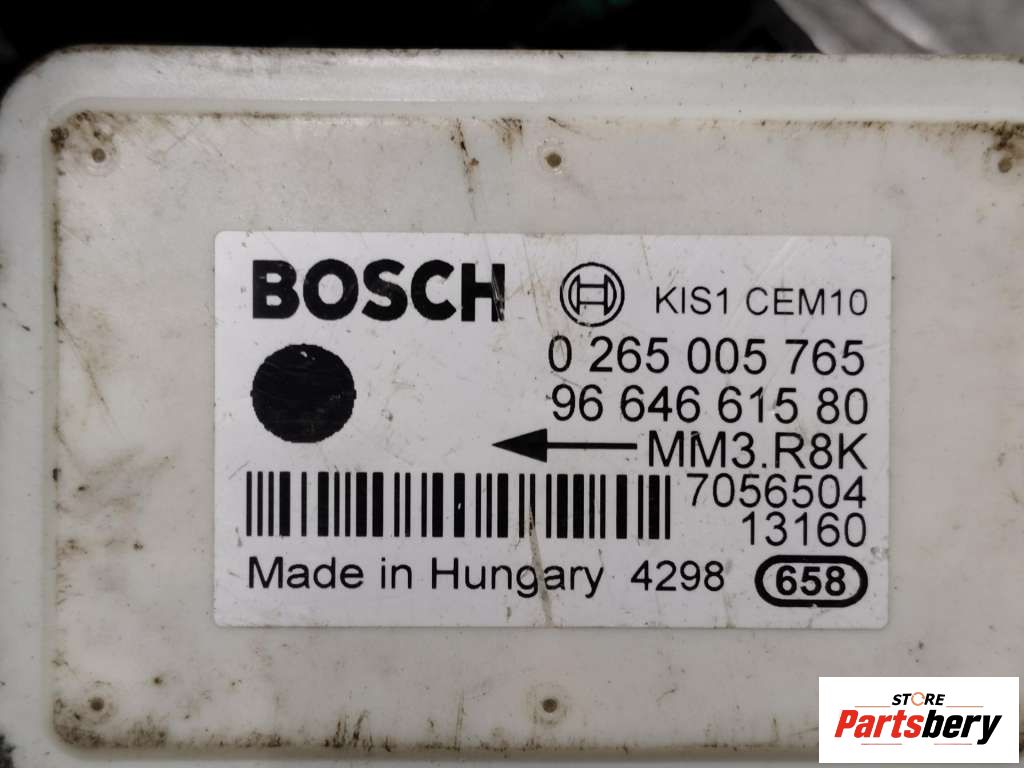 BOSCH KIS1 CEM10
0 265 005 765
96 646 615 80
MM3.R8K
7056504
13160
Made in Hungary 4298 658
STORE
Partsbery